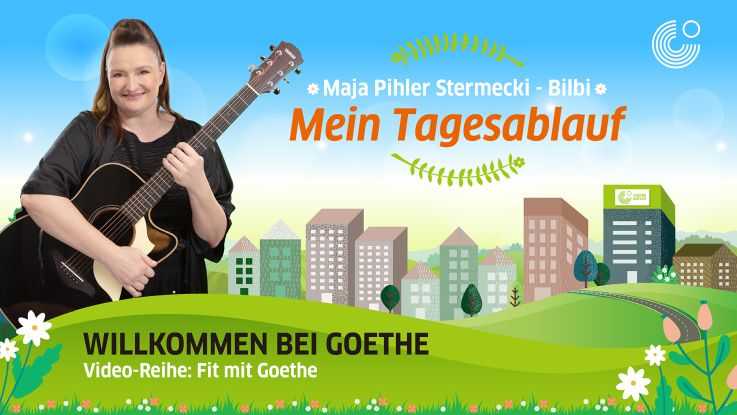 Maja Pihler Stermecki - Bilbi
Mein Tagesablauf
WILLKOMMEN BEI GOETHE
Video-Reihe: Fit mit Goethe